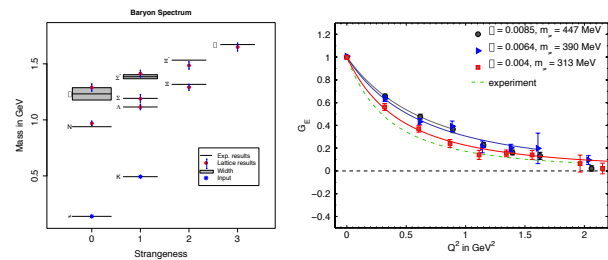 Baryon Spectrum
Mass in GeV
1.5
1.0
0.5
N
K
Σ
Λ
Σ*
Ξ*
Ξ
Exp. results
Lattice results
Width
Input
0 1 2 3
Strangeness
= 0.0085, m = 447 MeV
= 0.0064, m = 390 MeV
= 0.004, m = 313 MeV
experiment
G_E
1.2
1
0.8
0.6
0.4
0.2
0
−0.2
−0.4
0 0.5 1 1.5 2
Q² in GeV²